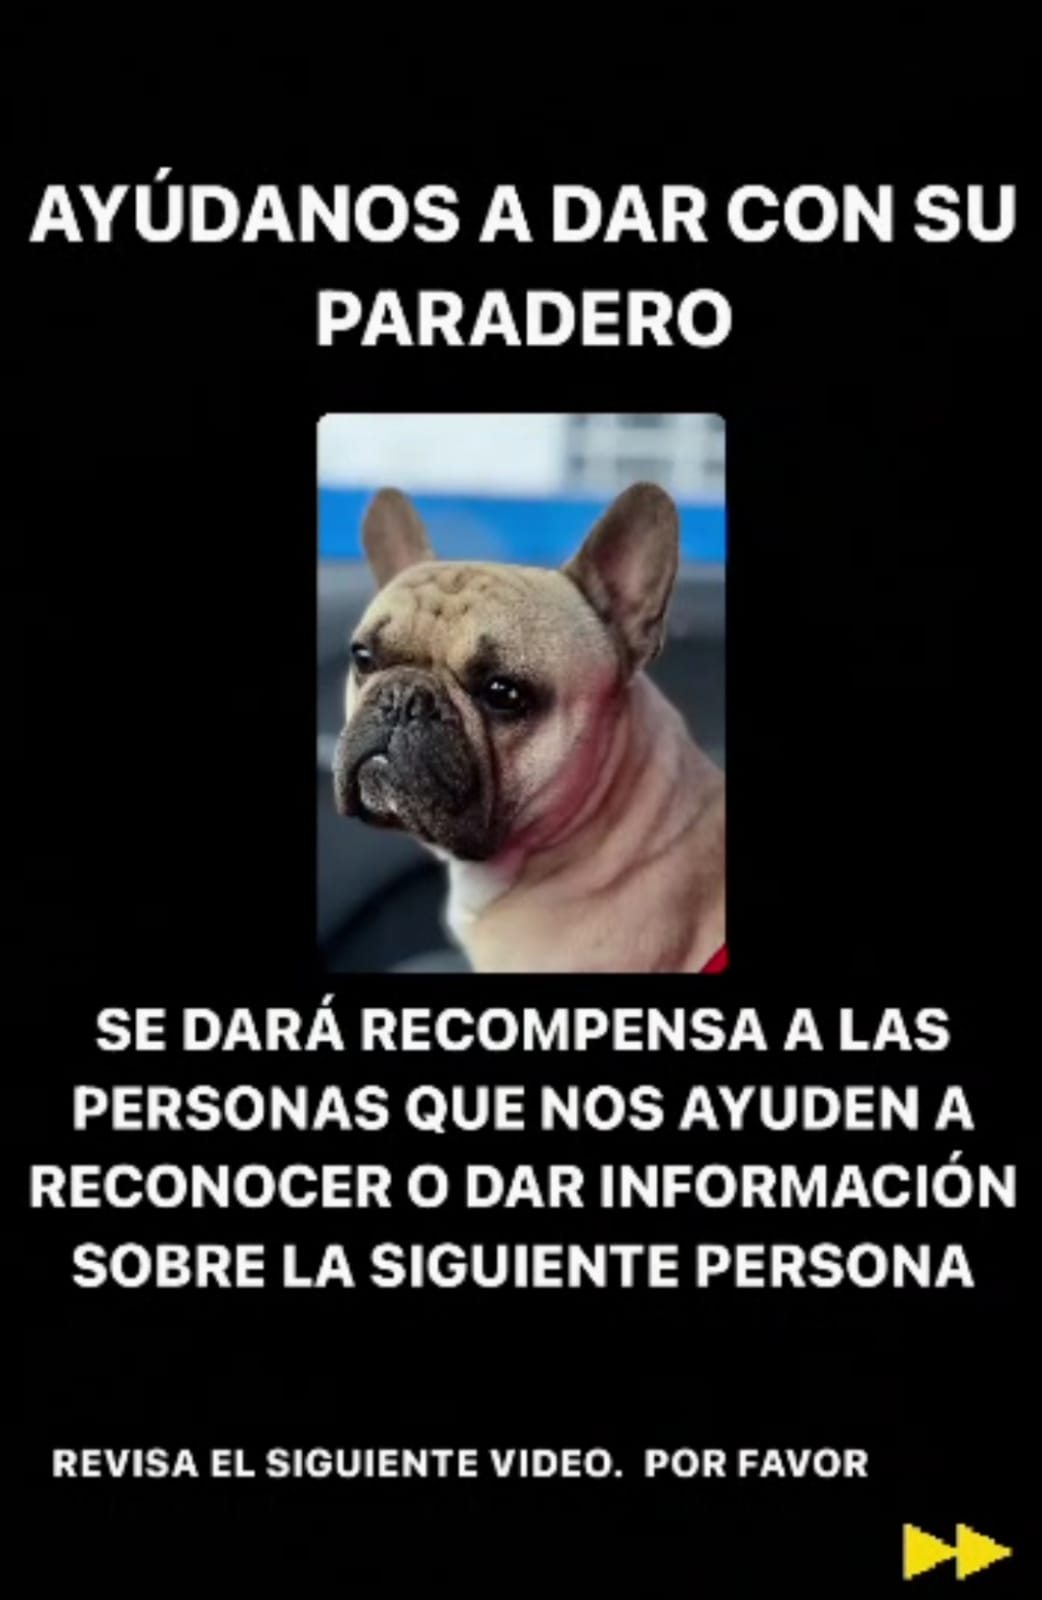 AYÚDANOS A DAR CON SU
PARADERO
SE DARÁ RECOMPENSA A LAS
PERSONAS QUE NOS AYUDEN A
RECONOCER O DAR INFORMACIÓN
SOBRE LA SIGUIENTE PERSONA
REVISA EL SIGUIENTE VIDEO. POR FAVOR